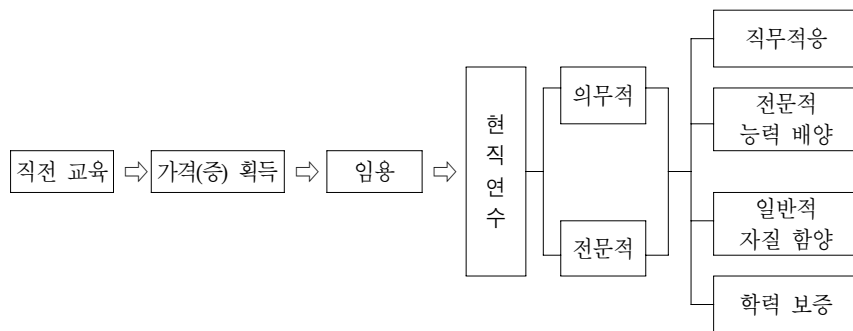 직전 교육
가격(증) 획득
임용
현
직
연
수
의무적
전문적
직무적응
전문적
능력 배양
일반적
자질 함양
학력 보증